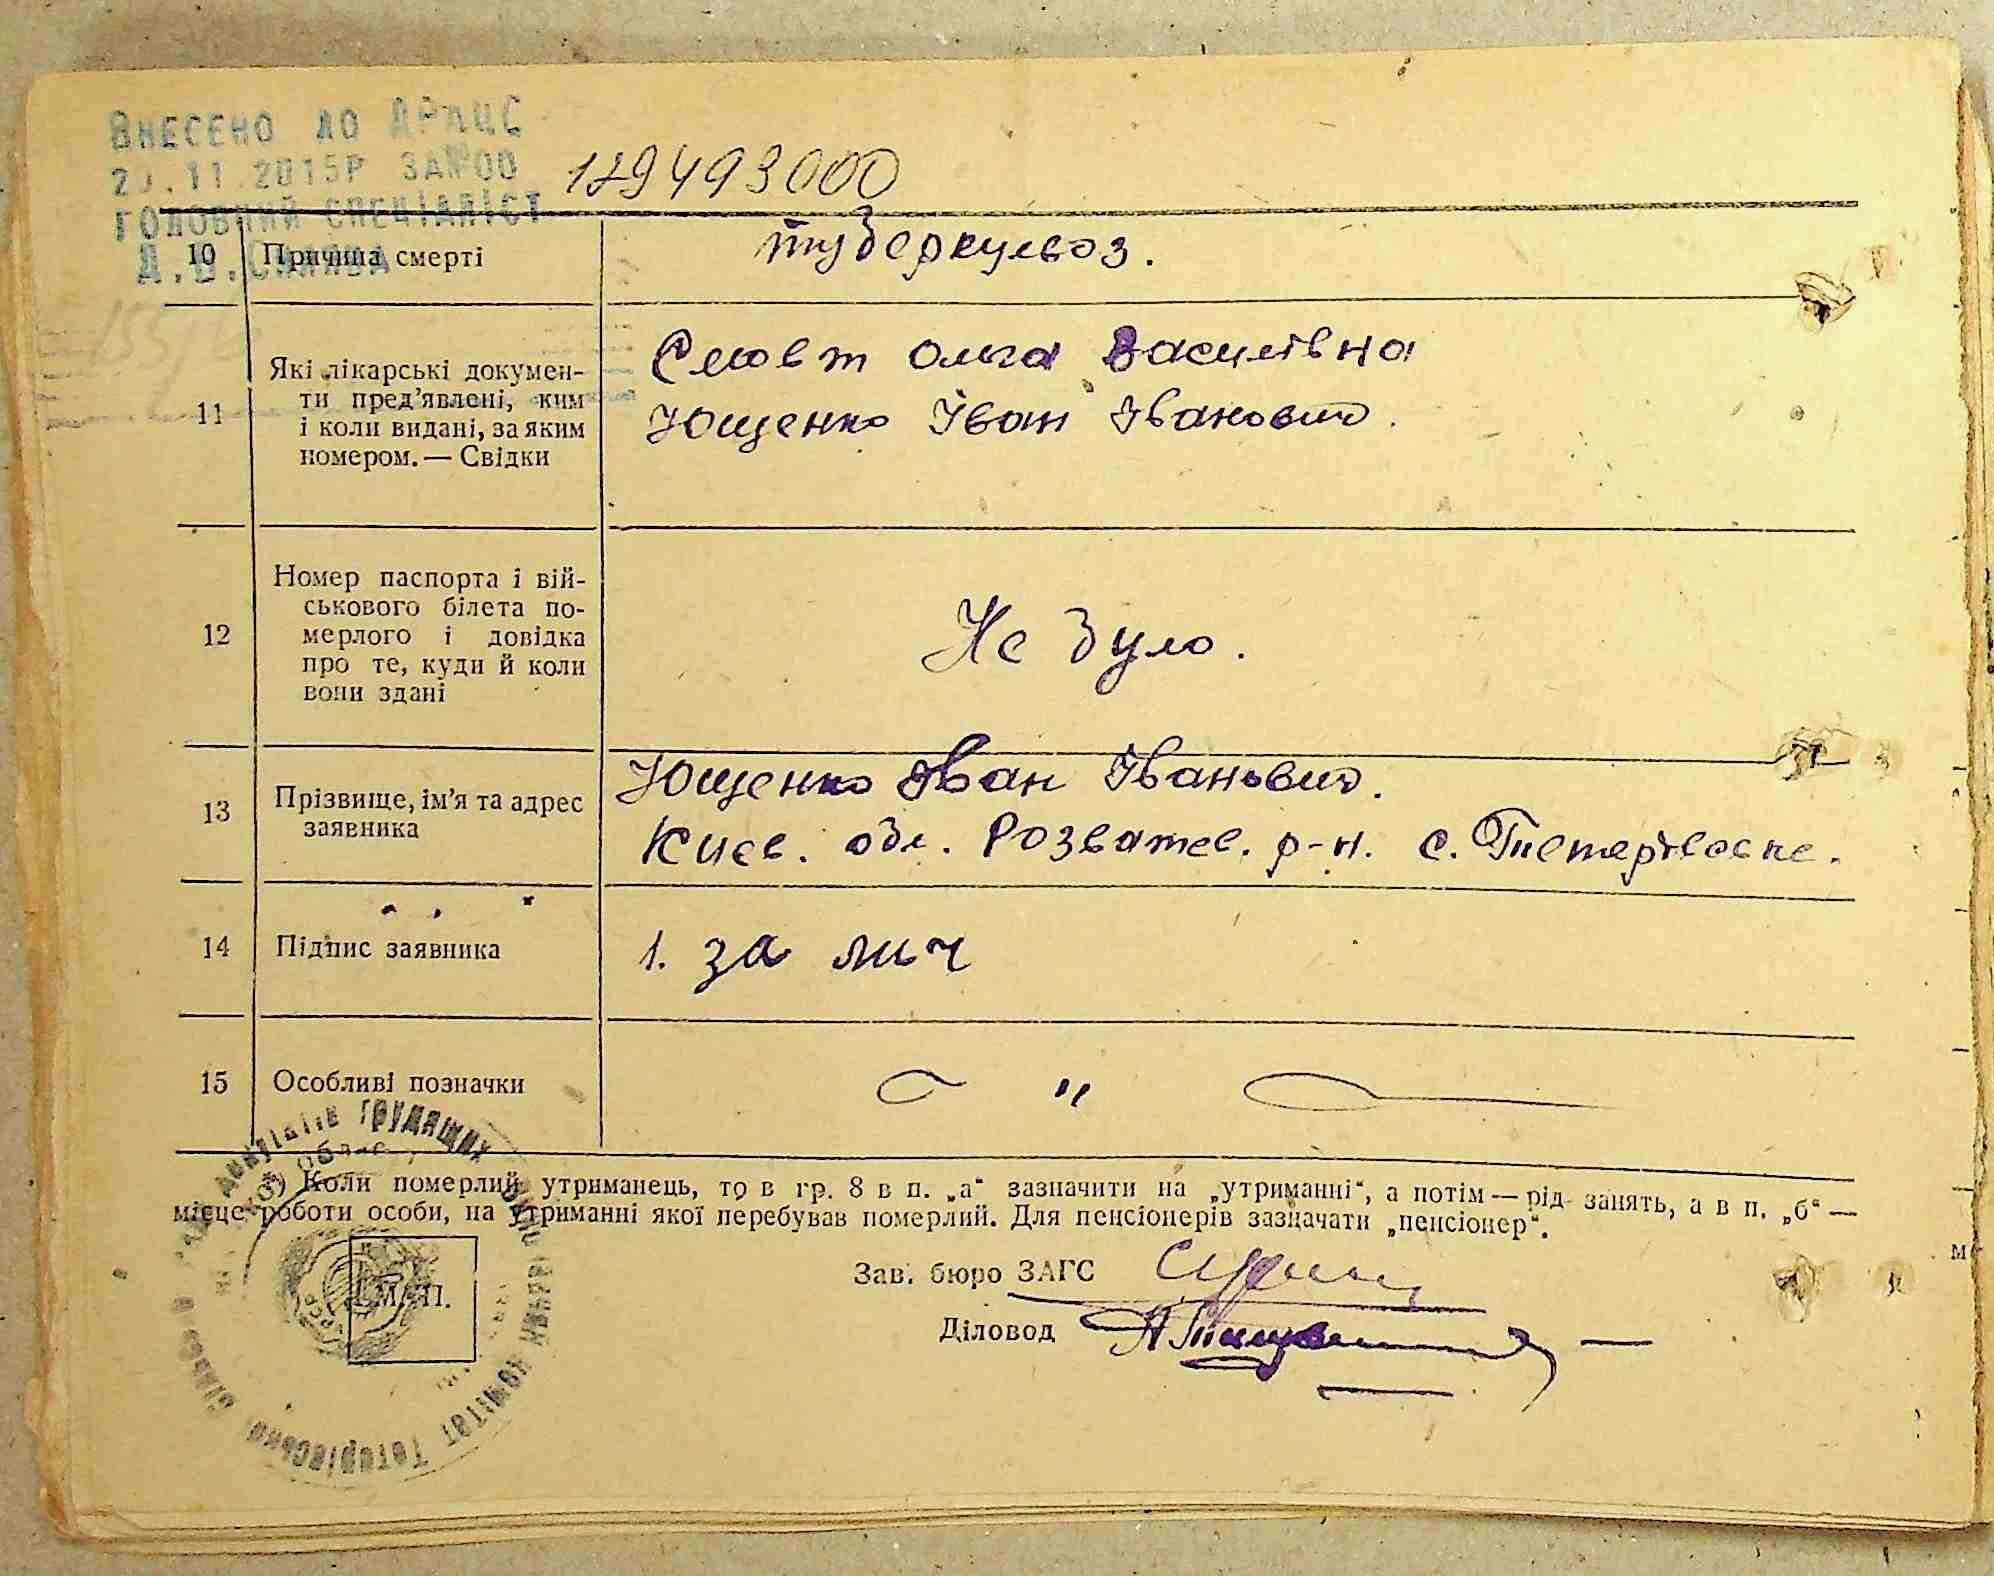 ВНЕСЕНО ДО ДРАЦС
.11.2015Р ЗА№00 129493000
ГОЛОВНИЙ СПЕЦІАЛІСТ
10 Причина смерті туберкульоз.
11 Які лікарські докумен-
ти пред'явлені, ким
і коли видані, за яким
номером. — Свідки
Ольга Василівна
Ющенко Іван Іванович.
12 Номер паспорта і вій-
ськового білета по-
мерлого і довідка
про те, куди й коли
вони здані
Не було.
13 Прізвище, ім'я та адрес
заявника
Ющенко Іван Іванович.
Києв. обл. Розважев. р-н. с.
14 Підпис заявника 1. за
15 Особливі позначки — " —
*) Коли померлий утриманець, то в гр. 8 в п. „а" зазначити на „утриманні", а потім — рід занять, а в п. „б" —
місце роботи особи, на утриманні якої перебував померлий. Для пенсіонерів зазначати „пенсіонер".
Зав. бюро ЗАГС
Діловод
М. П.
депутатів трудящих
Тетерівської